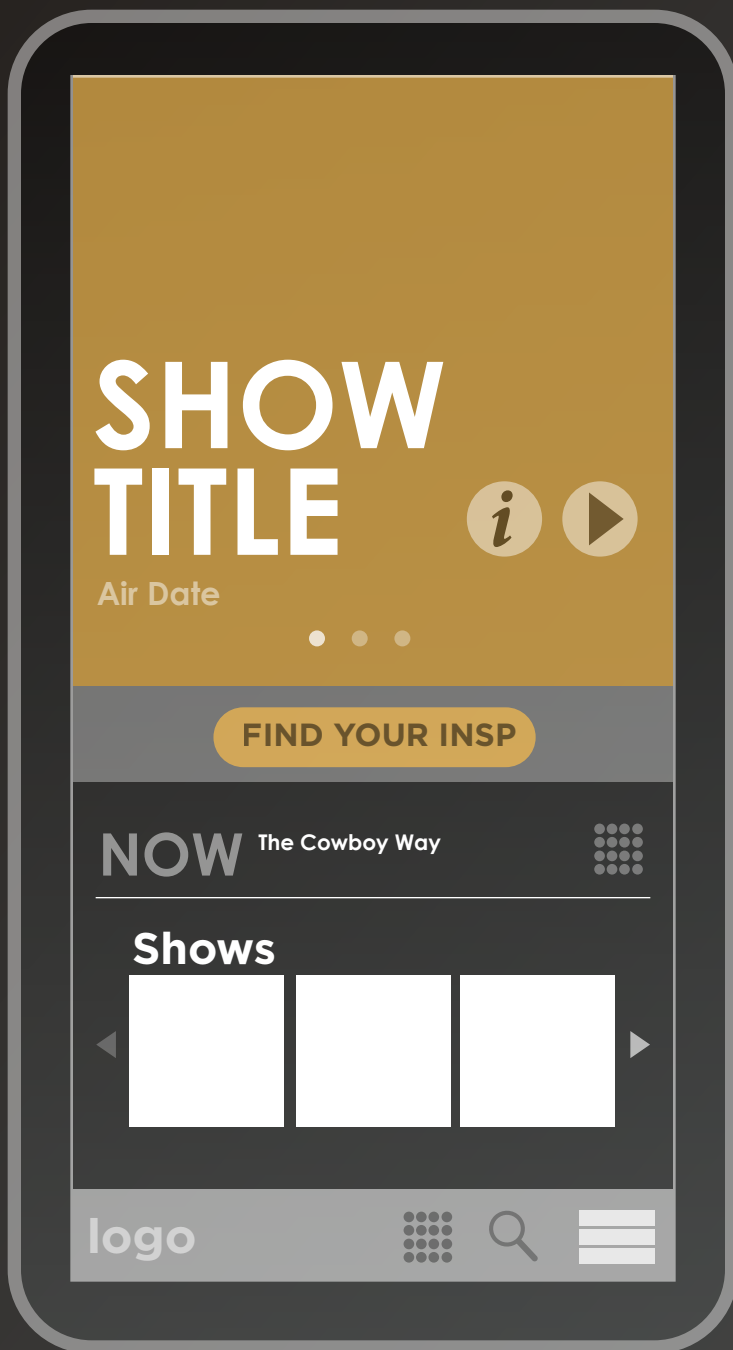 SHOW
TITLE
Air Date
FIND YOUR INSP
NOW The Cowboy Way
Shows
logo